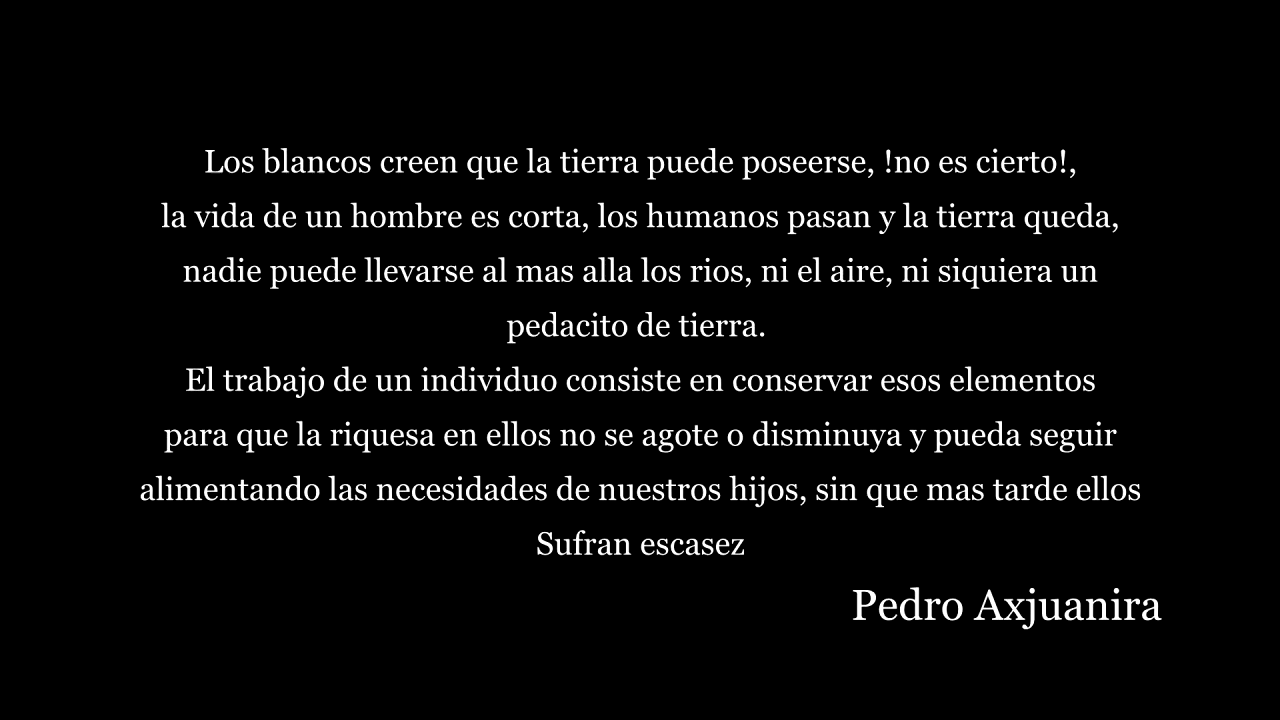 Los blancos creen que la tierra puede poseerse, !no es cierto!,
la vida de un hombre es corta, los humanos pasan y la tierra queda,
nadie puede llevarse al mas alla los rios, ni el aire, ni siquiera un
pedacito de tierra.
El trabajo de un individuo consiste en conservar esos elementos
para que la riquesa en ellos no se agote o disminuya y pueda seguir
alimentando las necesidades de nuestros hijos, sin que mas tarde ellos
Sufran escasez
Pedro Axjuanira